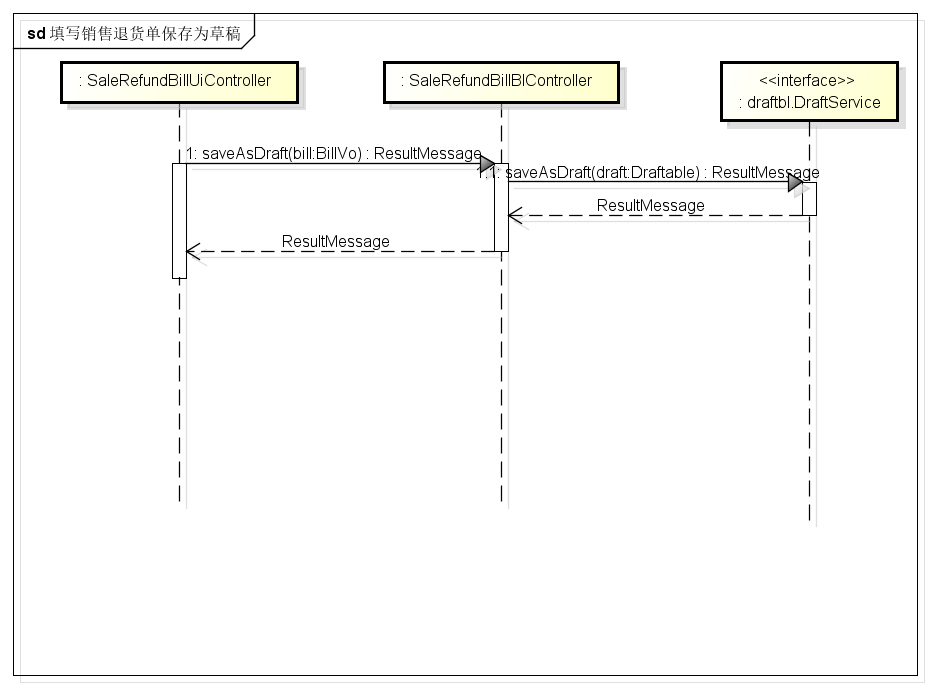 sd 填写销售退货单保存为草稿
: SaleRefundBillUiController
: SaleRefundBillBlController
<<interface>>
: draftbl.DraftService
1: saveAsDraft(bill:BillVo) : ResultMessage
1.1: saveAsDraft(draft:Draftable) : ResultMessage
ResultMessage
ResultMessage